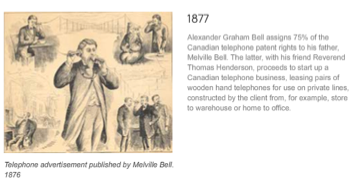 1877
Alexander Graham Bell assigns 75% of the
Canadian telephone patent rights to his father,
Melville Bell. The latter, with his friend Reverend
Thomas Henderson, proceeds to start up a
Canadian telephone business, leasing pairs of
wooden hand telephones for use on private lines,
constructed by the client from, for example, store
to warehouse or home to office.
Telephone advertisement published by Melville Bell.
1876